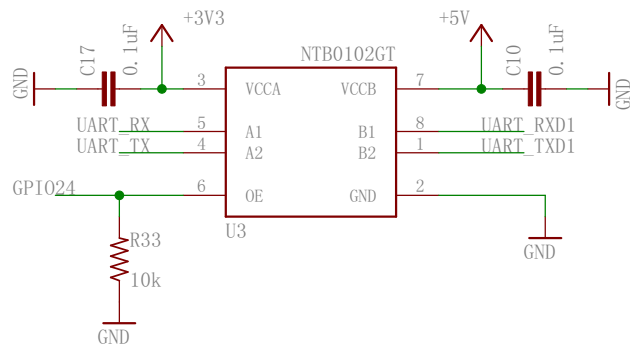 +3V3
+5V
C17
0.1uF
NTB0102GT
C10
0.1uF
GND
3
VCCA
VCCB
7
GND
UART_RX
5
A1
B1
8
UART_RXD1
UART_TX
4
A2
B2
1
UART_TXD1
GPIO24
6
OE
GND
2
U3
R33
GND
10k
GND